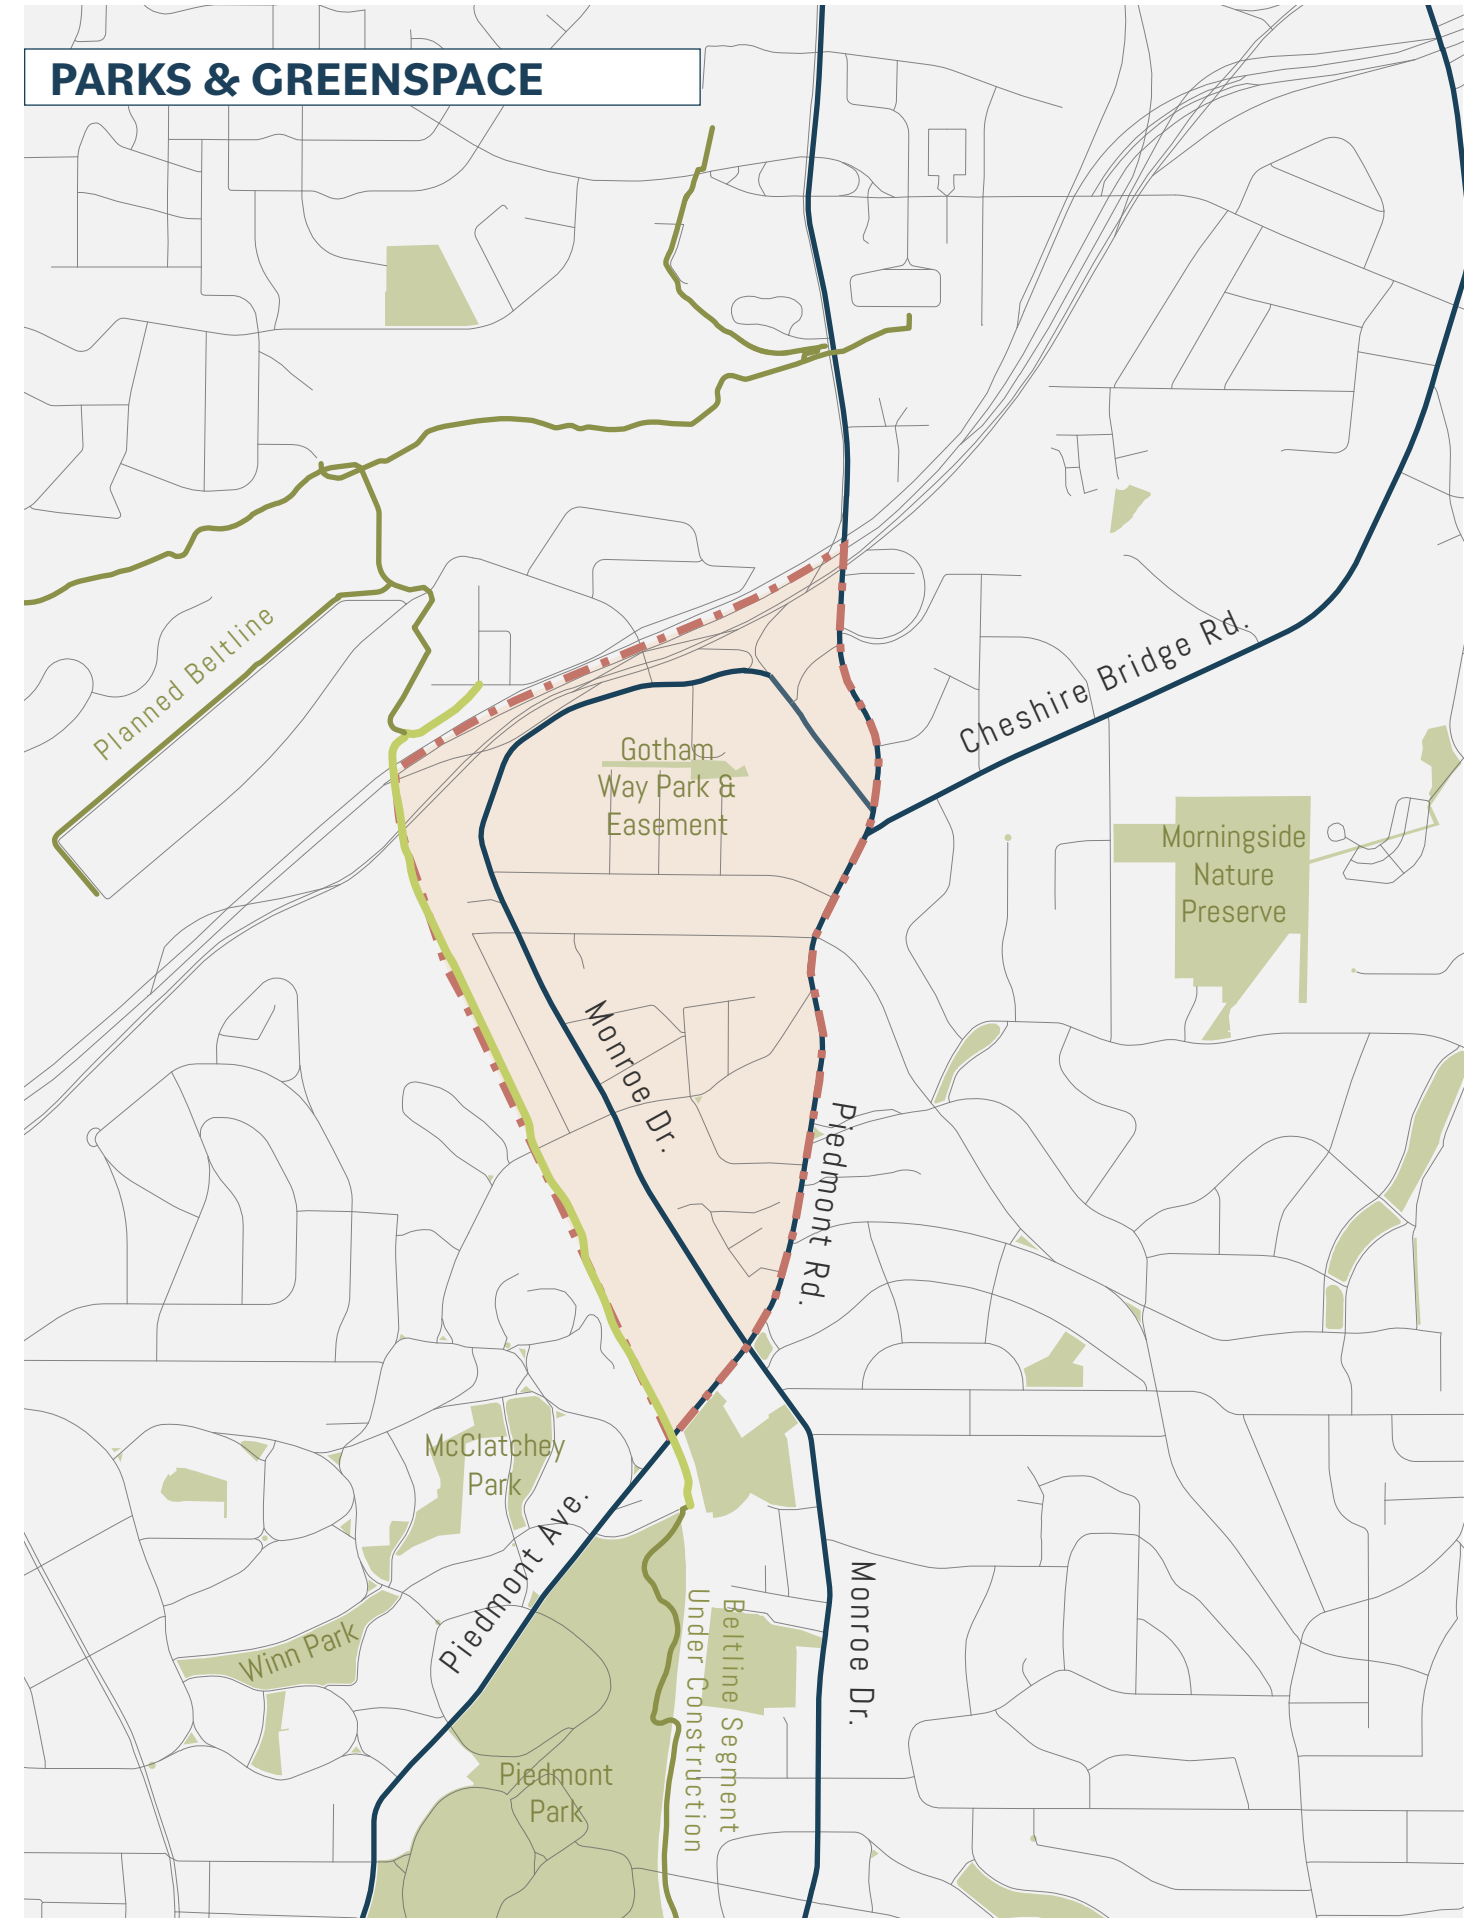 PARKS & GREENSPACE
Planned Beltline
Cheshire Bridge Rd.
Gotham
Way Park &
Easement
Morningside
Nature
Preserve
Monroe Dr.
Piedmont Rd.
McClatchey
Park
Piedmont Ave.
Winn Park
Beltline Segment
Under Construction
Monroe Dr.
Piedmont
Park